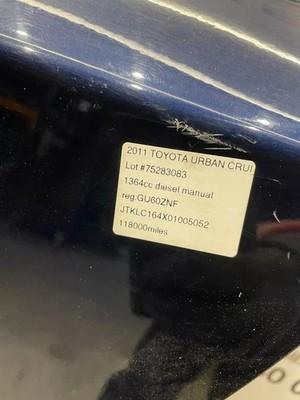 2011 TOYOTA URBAN CRUI
Lot #75283083
1364cc diesel manual
reg.GU60ZNF
JTKLC164X01005052
118000miles